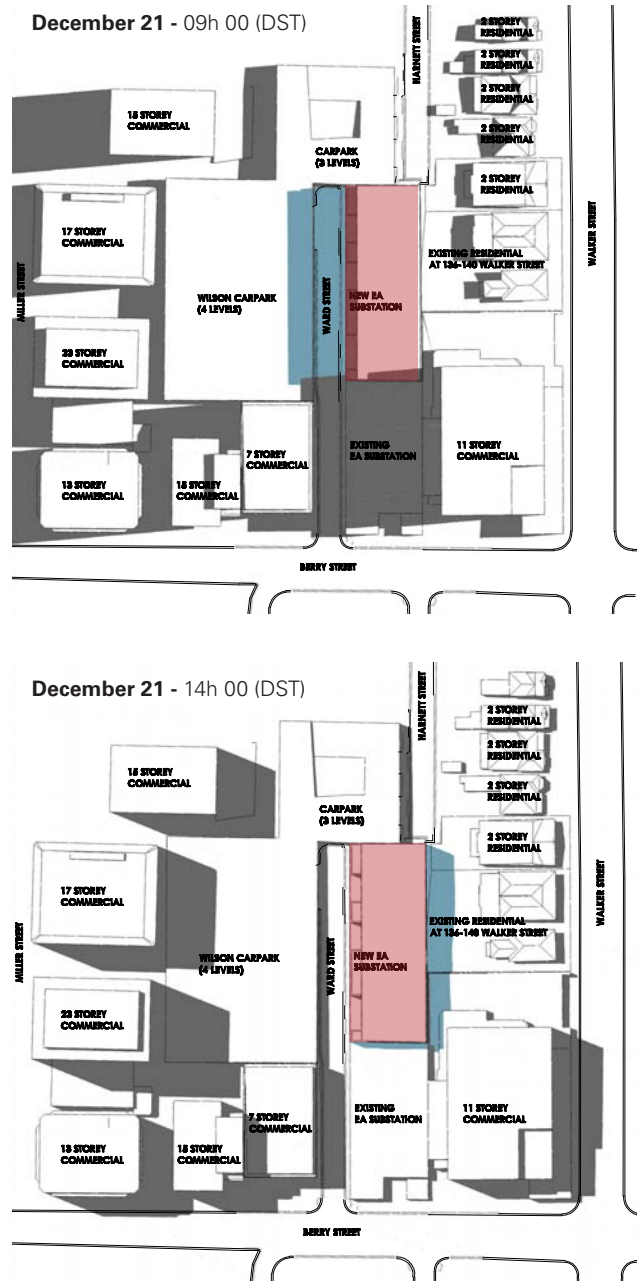 December 21 - 09h 00 (DST)
HARNETT STREET
2 STOREY
RESIDENTIAL
2 STOREY
RESIDENTIAL
2 STOREY
RESIDENTIAL
2 STOREY
RESIDENTIAL
2 STOREY
RESIDENTIAL
15 STOREY
COMMERCIAL
CARPARK
(3 LEVELS)
17 STOREY
COMMERCIAL
WALKER STREET
EXISTING RESIDENTIAL
AT 136-140 WALKER STREET
MILLER STREET
WILSON CARPARK
(4 LEVELS)
WARD STREET
NEW EA
SUBSTATION
23 STOREY
COMMERCIAL
7 STOREY
COMMERCIAL
EXISTING
EA SUBSTATION
11 STOREY
COMMERCIAL
13 STOREY
COMMERCIAL
15 STOREY
COMMERCIAL
BERRY STREET
December 21 - 14h 00 (DST)
HARNETT STREET
2 STOREY
RESIDENTIAL
2 STOREY
RESIDENTIAL
2 STOREY
RESIDENTIAL
2 STOREY
RESIDENTIAL
15 STOREY
COMMERCIAL
CARPARK
(3 LEVELS)
17 STOREY
COMMERCIAL
WALKER STREET
EXISTING RESIDENTIAL
AT 136-140 WALKER STREET
MILLER STREET
WILSON CARPARK
(4 LEVELS)
WARD STREET
NEW EA
SUBSTATION
23 STOREY
COMMERCIAL
7 STOREY
COMMERCIAL
EXISTING
EA SUBSTATION
11 STOREY
COMMERCIAL
13 STOREY
COMMERCIAL
15 STOREY
COMMERCIAL
BERRY STREET